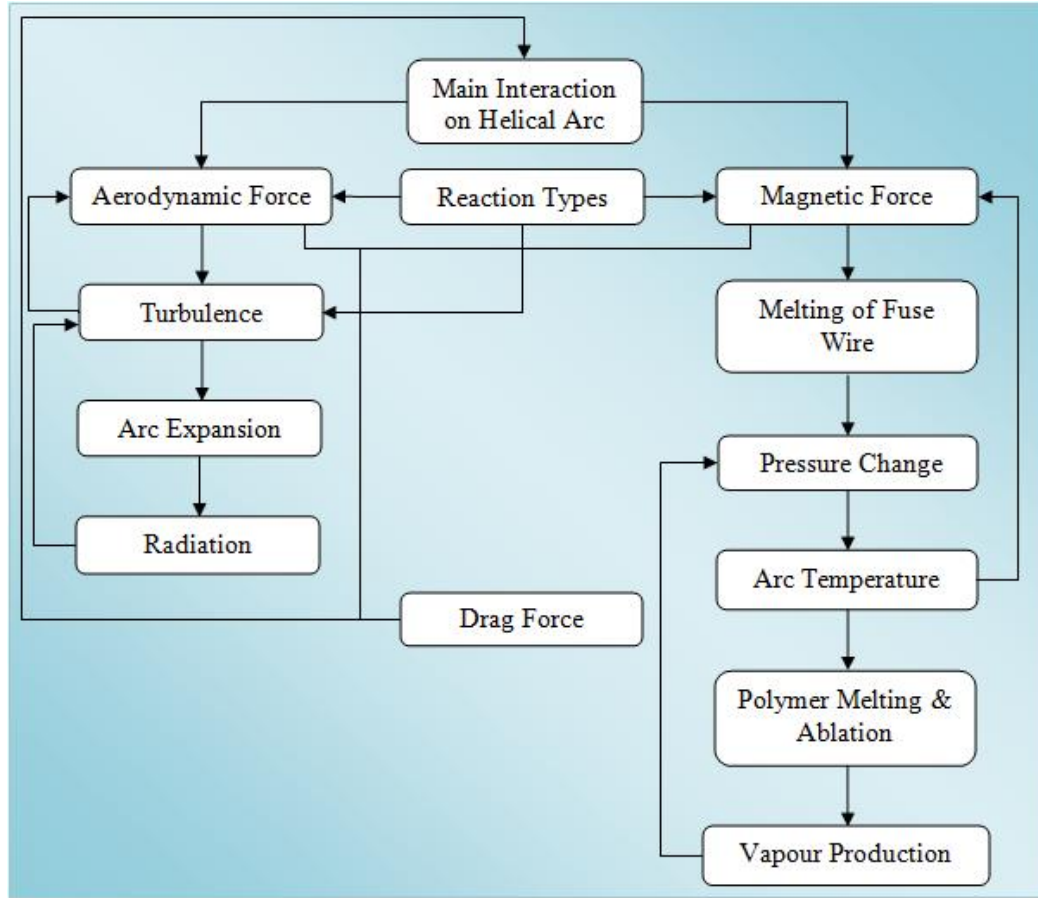 Main Interaction
on Helical Arc
Aerodynamic Force
Reaction Types
Magnetic Force
Turbulence
Melting of Fuse
Wire
Arc Expansion
Pressure Change
Radiation
Arc Temperature
Drag Force
Polymer Melting &
Ablation
Vapour Production